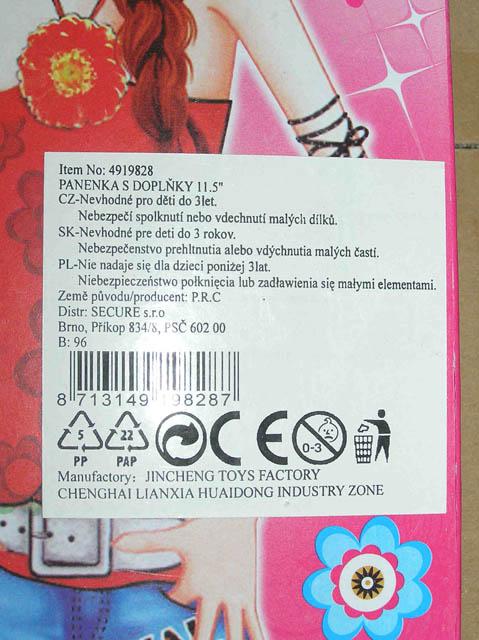 Item No: 4919828
PANENKA S DOPLŇKY 11.5"
CZ-Nevhodné pro děti do 3let.
Nebezpečí spolknutí nebo vdechnutí malých dílků.
SK-Nevhodné pre deti do 3 rokov.
Nebezpečenstvo prehltnutia alebo vdýchnutia malých častí.
PL-Nie nadaje się dla dzieci poniżej 3lat.
Niebezpieczeństwo połknięcia lub zadławienia się małymi elementami.
Země původu/producent: P.R.C
Distr: SECURE s.r.o
Brno, Příkop 834/8, PSČ 602 00
B: 96
8 713149 198287
5 22 CE 0-3
PP PAP
Manufactory: JINCHENG TOYS FACTORY
CHENGHAI LIANXIA HUAIDONG INDUSTRY ZONE